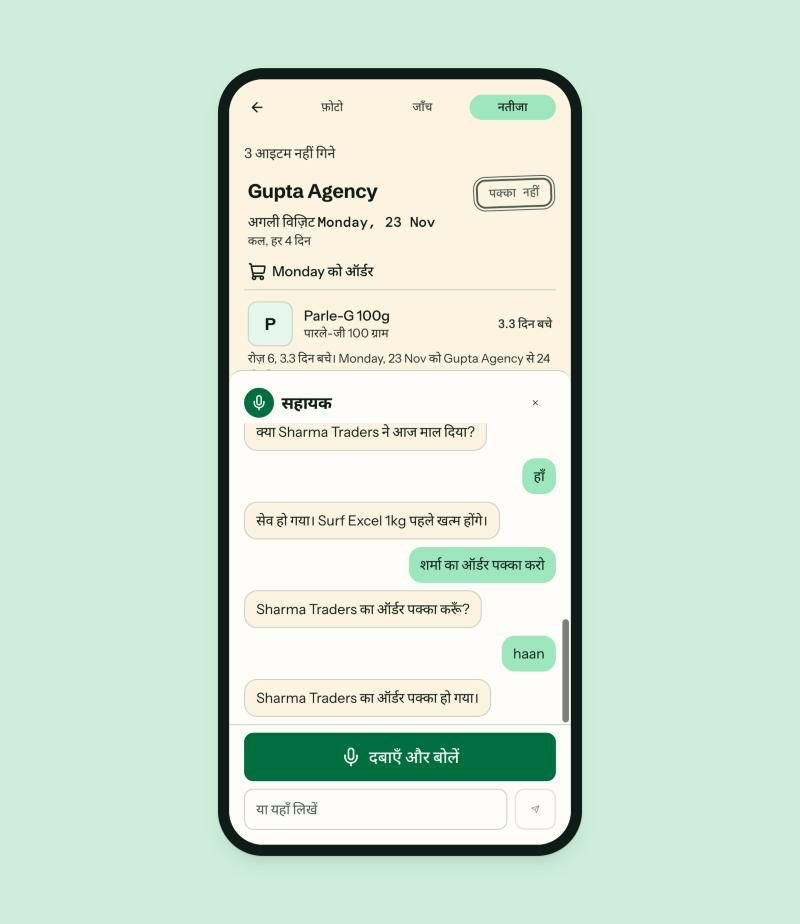 फ़ोटो
जाँच
नतीजा
3 आइटम नहीं गिने
Gupta Agency
पक्का नहीं
अगली विज़िट Monday, 23 Nov
कल, हर 4 दिन
Monday को ऑर्डर
P
Parle-G 100g
पारले-जी 100 ग्राम
3.3 दिन बचे
रोज़ 6, 3.3 दिन बचे। Monday, 23 Nov को Gupta Agency से 24
सहायक
×
क्या Sharma Traders ने आज माल दिया?
हाँ
सेव हो गया। Surf Excel 1kg पहले खत्म होंगे।
शर्मा का ऑर्डर पक्का करो
Sharma Traders का ऑर्डर पक्का करूँ?
haan
Sharma Traders का ऑर्डर पक्का हो गया।
दबाएँ और बोलें
या यहाँ लिखें